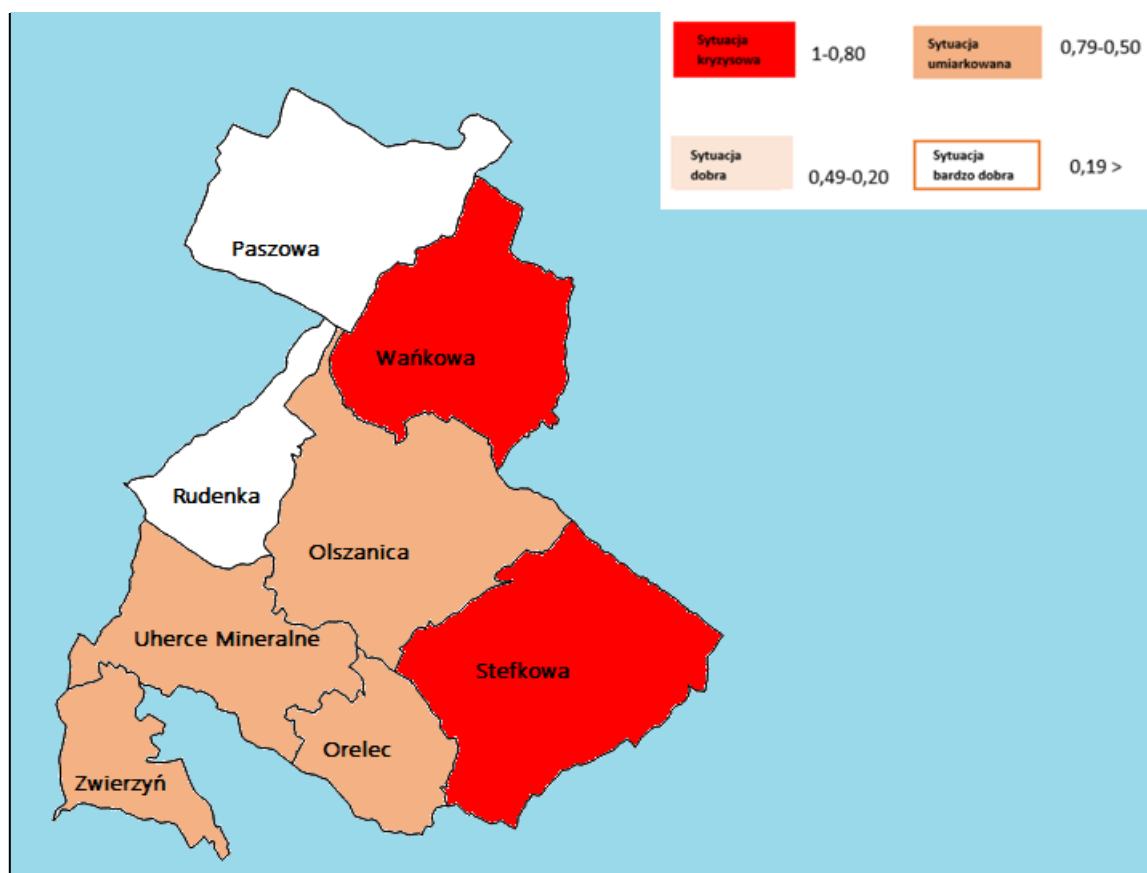 Sytuacja
kryzysowa
1-0,80
Sytuacja
umiarkowana
0,79-0,50
Sytuacja
dobra
0,49-0,20
Sytuacja
bardzo dobra
0,19 >
Paszowa
Wańkowa
Rudenka
Olszanica
Uherce Mineralne
Stefkowa
Orelec
Zwierzyń